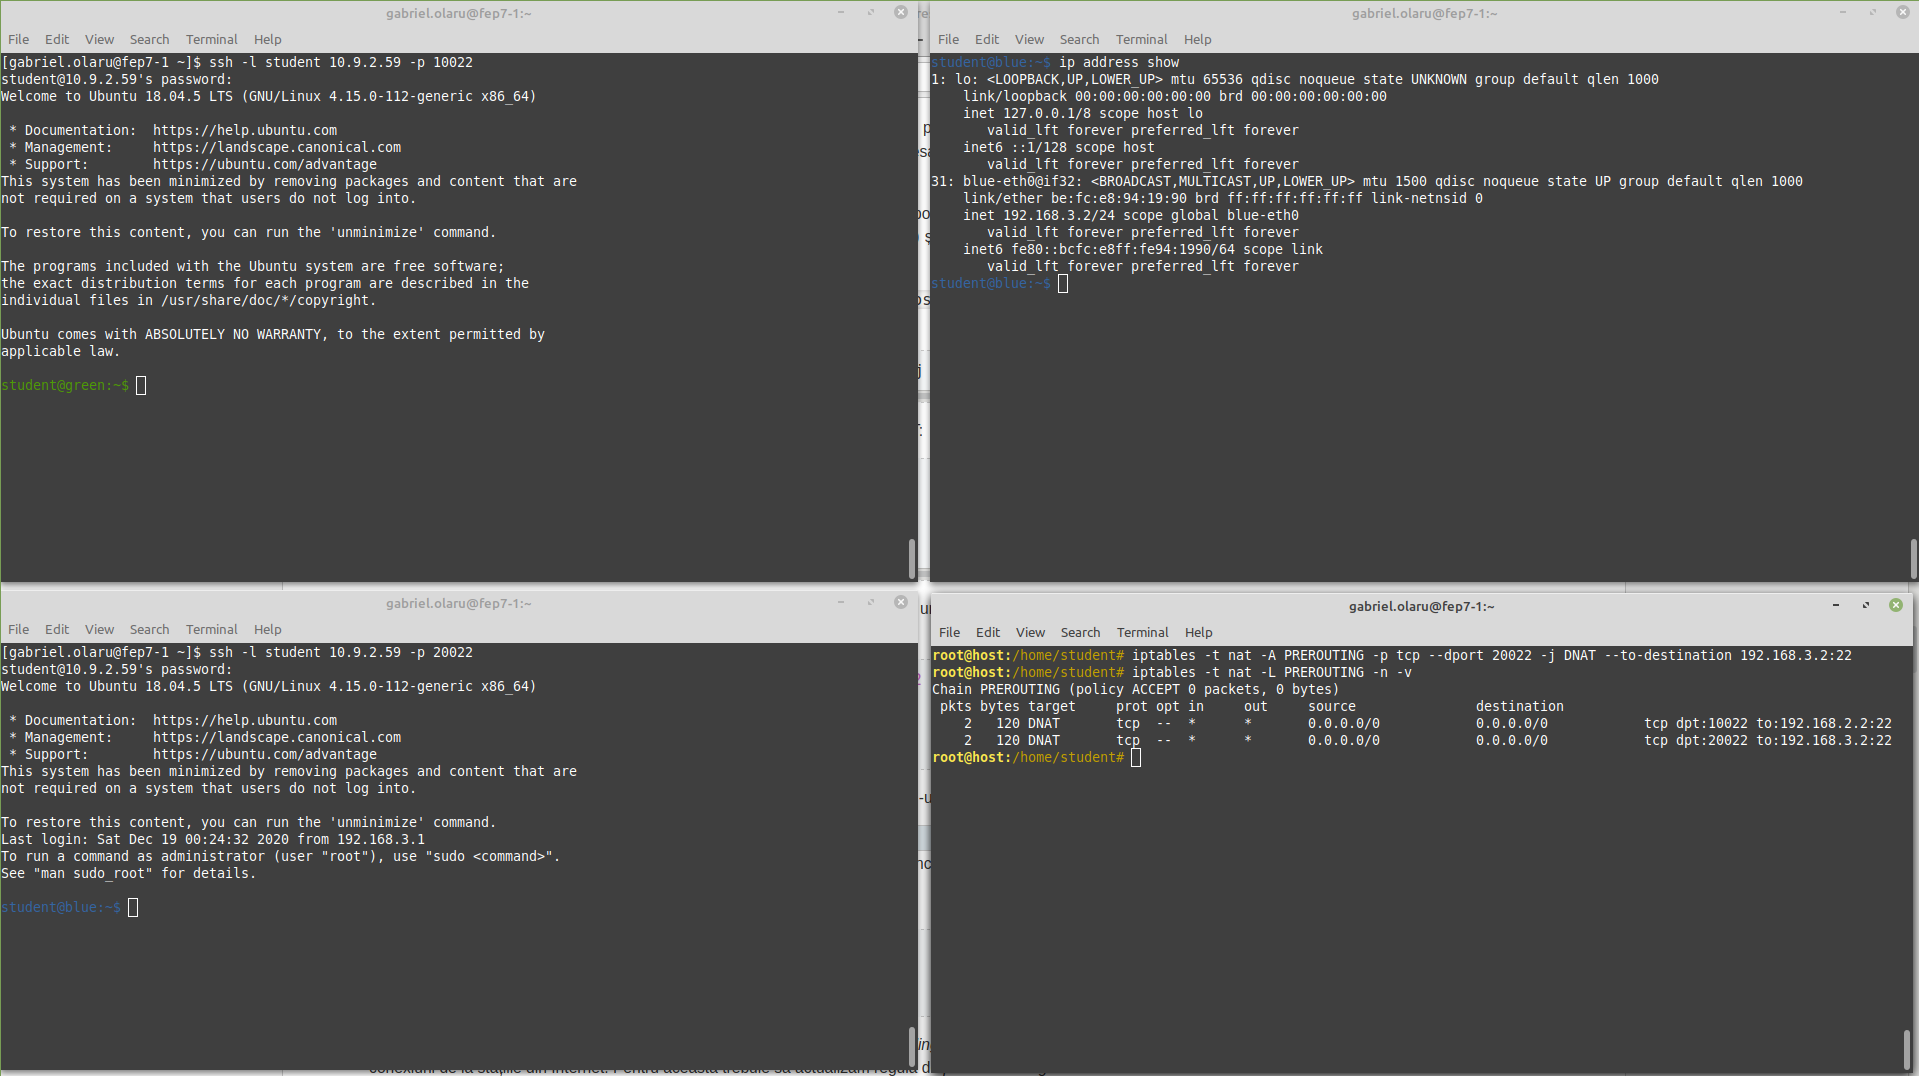 gabriel.olaru@fep7-1:~
File Edit View Search Terminal Help
[gabriel.olaru@fep7-1 ~]$ ssh -l student 10.9.2.59 -p 10022
student@10.9.2.59's password:
Welcome to Ubuntu 18.04.5 LTS (GNU/Linux 4.15.0-112-generic x86_64)
* Documentation:  https://help.ubuntu.com
* Management:     https://landscape.canonical.com
* Support:        https://ubuntu.com/advantage
This system has been minimized by removing packages and content that are
not required on a system that users do not log into.
To restore this content, you can run the 'unminimize' command.
The programs included with the Ubuntu system are free software;
the exact distribution terms for each program are described in the
individual files in /usr/share/doc/*/copyright.
Ubuntu comes with ABSOLUTELY NO WARRANTY, to the extent permitted by
applicable law.
student@green:~$
gabriel.olaru@fep7-1:~
File Edit View Search Terminal Help
student@blue:~$ ip address show
1: lo: <LOOPBACK,UP,LOWER_UP> mtu 65536 qdisc noqueue state UNKNOWN group default qlen 1000
link/loopback 00:00:00:00:00:00 brd 00:00:00:00:00:00
inet 127.0.0.1/8 scope host lo
valid_lft forever preferred_lft forever
inet6 ::1/128 scope host
valid_lft forever preferred_lft forever
31: blue-eth0@if32: <BROADCAST,MULTICAST,UP,LOWER_UP> mtu 1500 qdisc noqueue state UP group default qlen 1000
link/ether be:fc:e8:94:19:90 brd ff:ff:ff:ff:ff:ff link-netnsid 0
inet 192.168.3.2/24 scope global blue-eth0
valid_lft forever preferred_lft forever
inet6 fe80::bcfc:e8ff:fe94:1990/64 scope link
valid_lft forever preferred_lft forever
student@blue:~$
gabriel.olaru@fep7-1:~
File Edit View Search Terminal Help
[gabriel.olaru@fep7-1 ~]$ ssh -l student 10.9.2.59 -p 20022
student@10.9.2.59's password:
Welcome to Ubuntu 18.04.5 LTS (GNU/Linux 4.15.0-112-generic x86_64)
* Documentation:  https://help.ubuntu.com
* Management:     https://landscape.canonical.com
* Support:        https://ubuntu.com/advantage
This system has been minimized by removing packages and content that are
not required on a system that users do not log into.
To restore this content, you can run the 'unminimize' command.
Last login: Sat Dec 19 00:24:32 2020 from 192.168.3.1
To run a command as administrator (user "root"), use "sudo <command>".
See "man sudo_root" for details.
student@blue:~$
gabriel.olaru@fep7-1:~
File Edit View Search Terminal Help
root@host:/home/student# iptables -t nat -A PREROUTING -p tcp --dport 20022 -j DNAT --to-destination 192.168.3.2:22
root@host:/home/student# iptables -t nat -L PREROUTING -n -v
Chain PREROUTING (policy ACCEPT 0 packets, 0 bytes)
pkts bytes target     prot opt in     out     source               destination
2   120 DNAT       tcp  --  *      *       0.0.0.0/0            0.0.0.0/0            tcp dpt:10022 to:192.168.2.2:22
2   120 DNAT       tcp  --  *      *       0.0.0.0/0            0.0.0.0/0            tcp dpt:20022 to:192.168.3.2:22
root@host:/home/student#